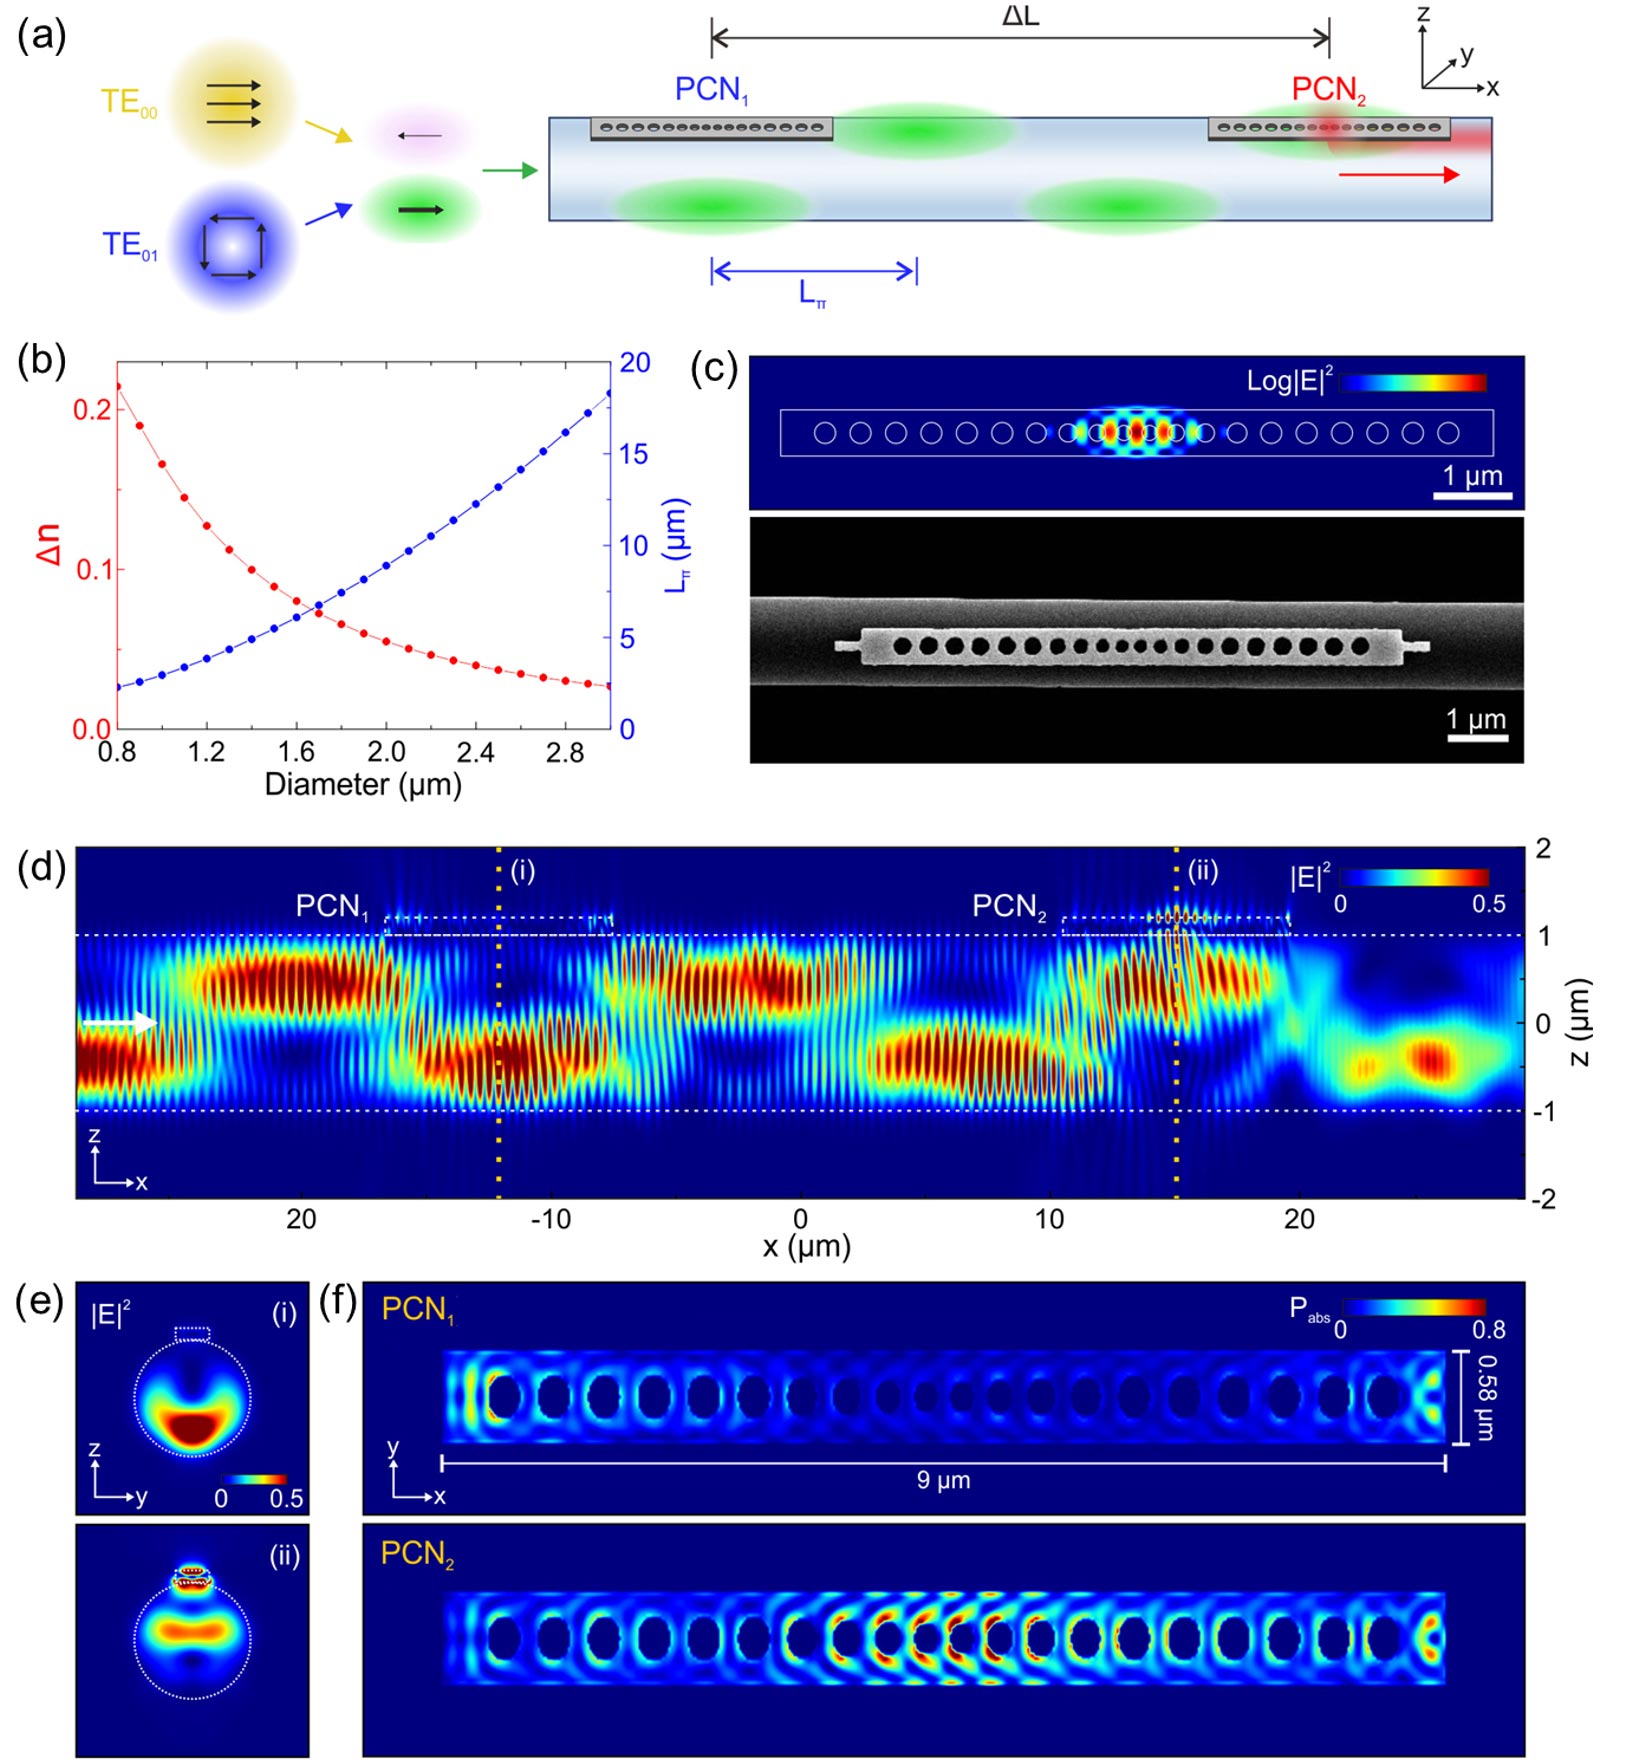 (a)
ΔL
z
y
x
PCN₁
PCN₂
TE₀₀
TE₀₁
Lπ
(b)
Δn
0.2
0.1
0.0
20
15
10
5
0
Lπ (μm)
0.8 1.2 1.6 2.0 2.4 2.8
Diameter (μm)
(c)
Log|E|²
1 μm
1 μm
(d)
PCN₁
(i)
PCN₂
(ii)
|E|²
0 0.5
2
1
0
-1
-2
z (μm)
z
x
20 -10 0 10 20
x (μm)
(e)
|E|²
(i)
z
y
0 0.5
(ii)
(f)
PCN₁
Pabs
0 0.8
0.58 μm
9 μm
y
x
PCN₂